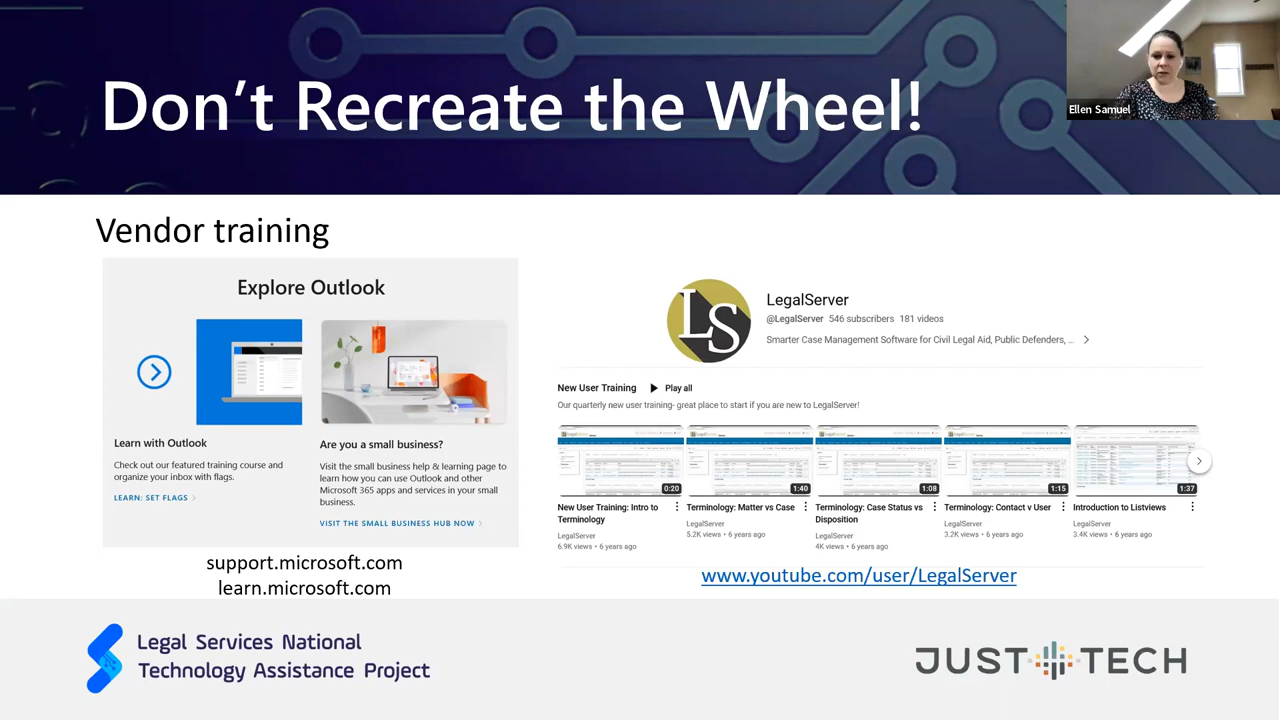 Don't Recreate the Wheel!
Ellen Samuel
Vendor training
Explore Outlook
Learn with Outlook
Check out our featured training course and
organize your inbox with flags.
LEARN: SET FLAGS >
Are you a small business?
Visit the small business help & learning page to
learn how you can use Outlook and other
Microsoft 365 apps and services in your small
business.
VISIT THE SMALL BUSINESS HUB NOW >
support.microsoft.com
learn.microsoft.com
LS
LegalServer
@LegalServer 546 subscribers 181 videos
Smarter Case Management Software for Civil Legal Aid, Public Defenders, ... >
New User Training ▶ Play all
Our quarterly new user training- great place to start if you are new to LegalServer!
0:20
1:40
1:08
1:15
1:37
New User Training: Intro to
Terminology
LegalServer
6.9K views • 6 years ago
Terminology: Matter vs Case
LegalServer
5.2K views • 6 years ago
Terminology: Case Status vs
Disposition
LegalServer
4K views • 6 years ago
Terminology: Contact v User
LegalServer
3.2K views • 6 years ago
Introduction to Listviews
LegalServer
3.4K views • 6 years ago
www.youtube.com/user/LegalServer
Legal Services National
Technology Assistance Project
JUST TECH